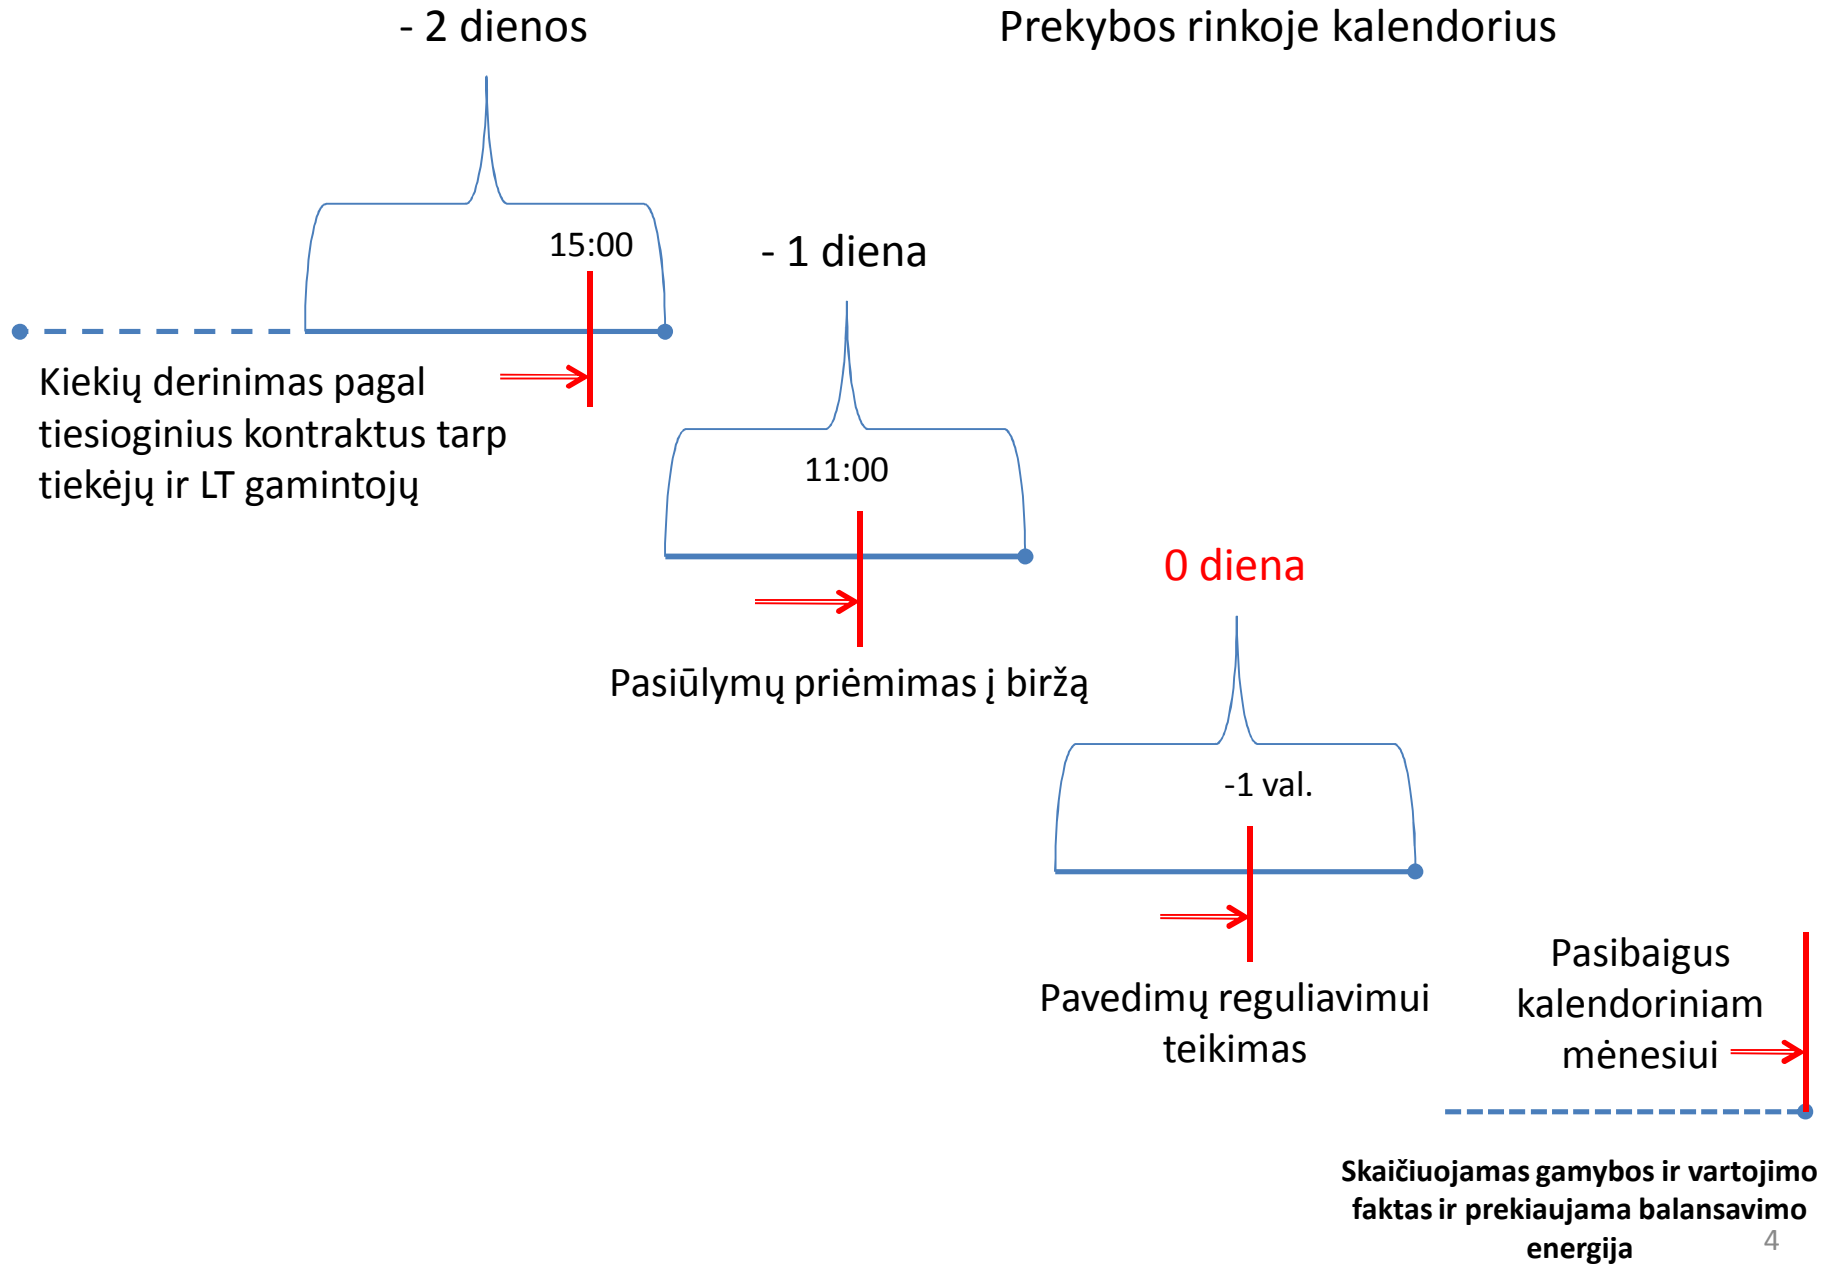 - 2 dienos
Prekybos rinkoje kalendorius
15:00
- 1 diena
Kiekių derinimas pagal
tiesioginius kontraktus tarp
tiekėjų ir LT gamintojų
11:00
0 diena
Pasiūlymų priėmimas į biržą
-1 val.
Pavedimų reguliavimui
teikimas
Pasibaigus
kalendoriniam
mėnesiui
Skaičiuojamas gamybos ir vartojimo
faktas ir prekiaujama balansavimo
energija
4